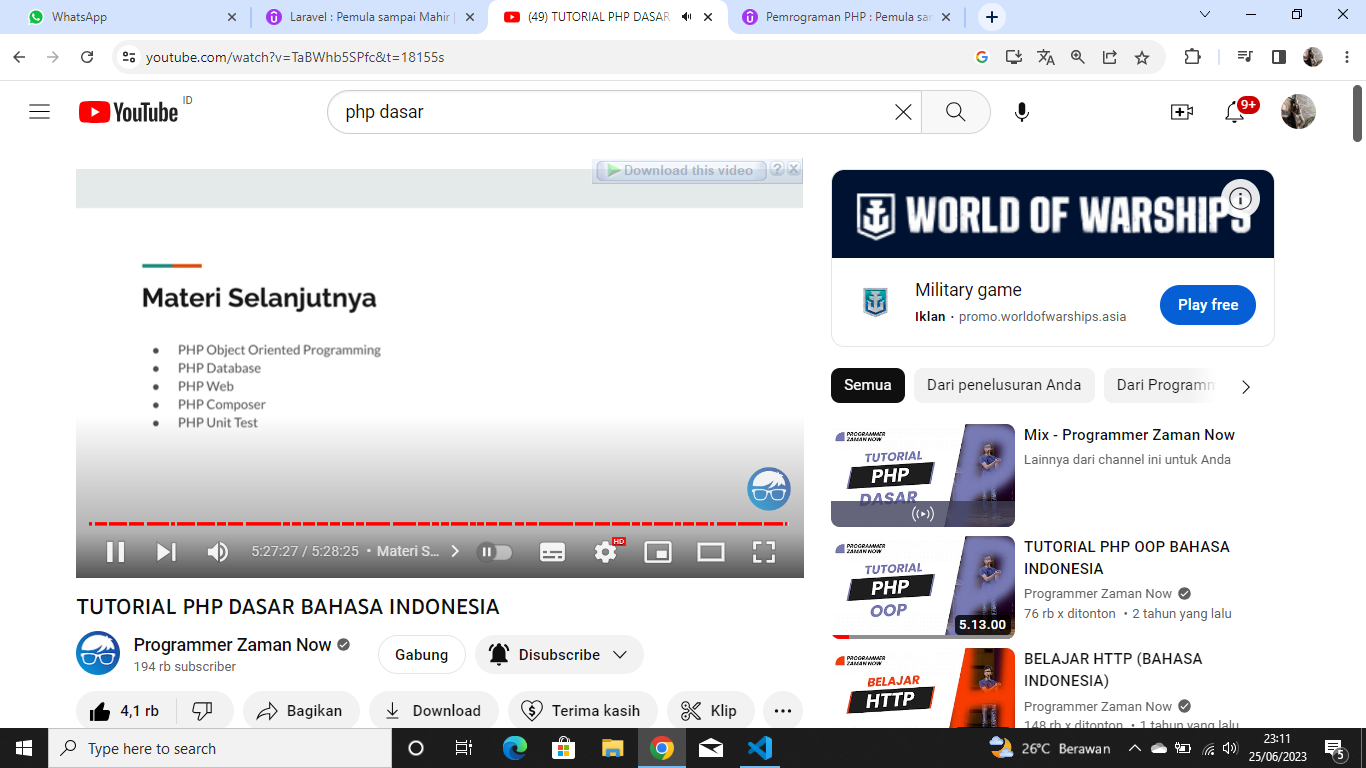 WhatsApp
Laravel : Pemula sampai Mahir |
(49) TUTORIAL PHP DASAR
Pemrograman PHP : Pemula sar
youtube.com/watch?v=TaBWhb5SPfc&t=18155s
YouTube ID
php dasar
9+
Download this video ?
Materi Selanjutnya
• PHP Object Oriented Programming
• PHP Database
• PHP Web
• PHP Composer
• PHP Unit Test
5:27:27 / 5:28:25 • Materi S...
HD
TUTORIAL PHP DASAR BAHASA INDONESIA
Programmer Zaman Now
194 rb subscriber
Gabung
Disubscribe
4,1 rb
Bagikan
Download
Terima kasih
Klip
WORLD OF WARSHIPS
Military game
Iklan · promo.worldofwarships.asia
Play free
Semua
Dari penelusuran Anda
Dari Programm
PROGRAMMER
ZAMAN NOW
TUTORIAL
PHP
DASAR
Mix - Programmer Zaman Now
Lainnya dari channel ini untuk Anda
PROGRAMMER
ZAMAN NOW
TUTORIAL
PHP
OOP
5.13.00
TUTORIAL PHP OOP BAHASA
INDONESIA
Programmer Zaman Now
76 rb x ditonton • 2 tahun yang lalu
PROGRAMMER
ZAMAN NOW
BELAJAR
HTTP
BELAJAR HTTP (BAHASA
INDONESIA)
Programmer Zaman Now
148 rb x ditonton • 1 tahun yang lalu
Type here to search
26°C Berawan
23:11
25/06/2023
5